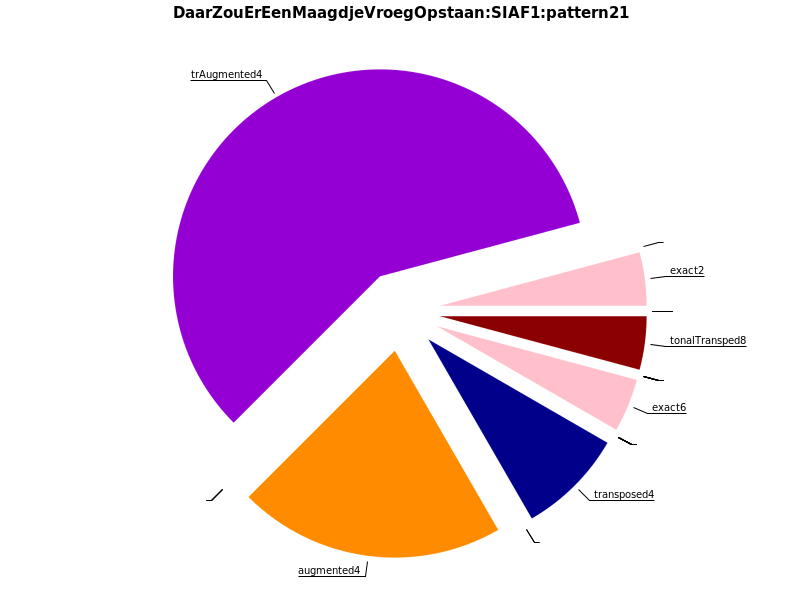 DaarZouErEenMaagdjeVroegOpstaan:SIAF1:pattern21
trAugmented4
exact2
tonalTransped8
exact6
transposed4
augmented4